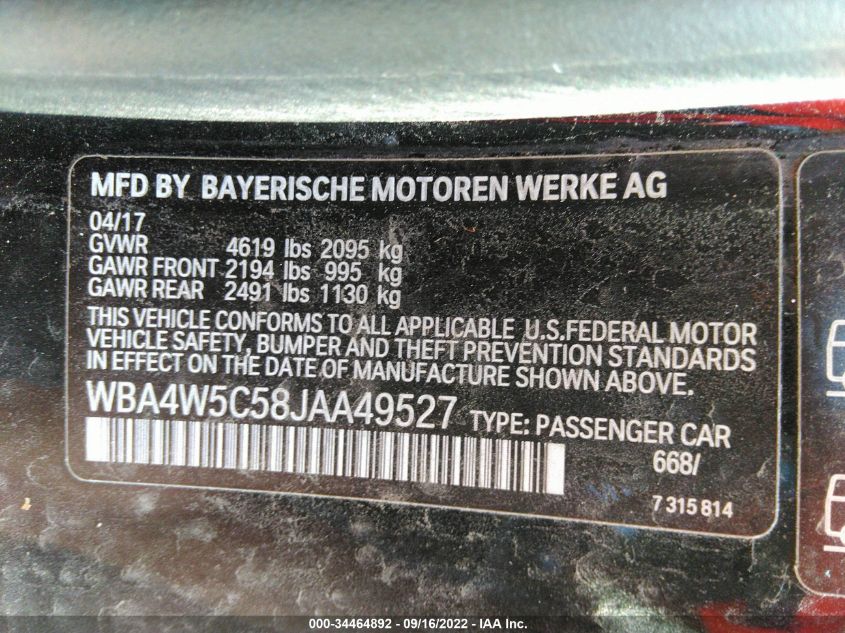 MFD BY BAYERISCHE MOTOREN WERKE AG
04/17
GVWR 4619 lbs 2095 kg
GAWR FRONT 2194 lbs 995 kg
GAWR REAR 2491 lbs 1130 kg
THIS VEHICLE CONFORMS TO ALL APPLICABLE U.S.FEDERAL MOTOR
VEHICLE SAFETY, BUMPER AND THEFT PREVENTION STANDARDS
IN EFFECT ON THE DATE OF MANUFACTURE SHOWN ABOVE.
WBA4W5C58JAA49527 TYPE: PASSENGER CAR
668/
7 315 814
000-34464892 - 09/16/2022 - IAA Inc.